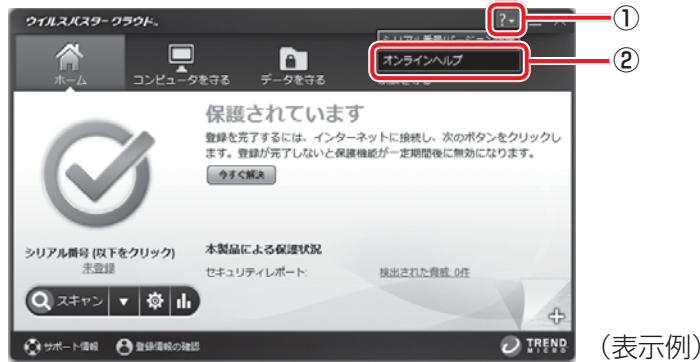 ウイルスバスター クラウド™
?
①
オンラインヘルプ
②
ホーム
コンピュータを守る
データを守る
保護されています
登録を完了するには、インターネットに接続し、次のボタンをクリックし
ます。登録が完了しないと保護機能が一定期間後に無効になります。
今すぐ解決
シリアル番号 (以下をクリック)
未登録
本製品による保護状況
セキュリティレポート:
検出された脅威: 0件
スキャン
サポート情報
登録情報の確認
TREND
MICRO
(表示例)